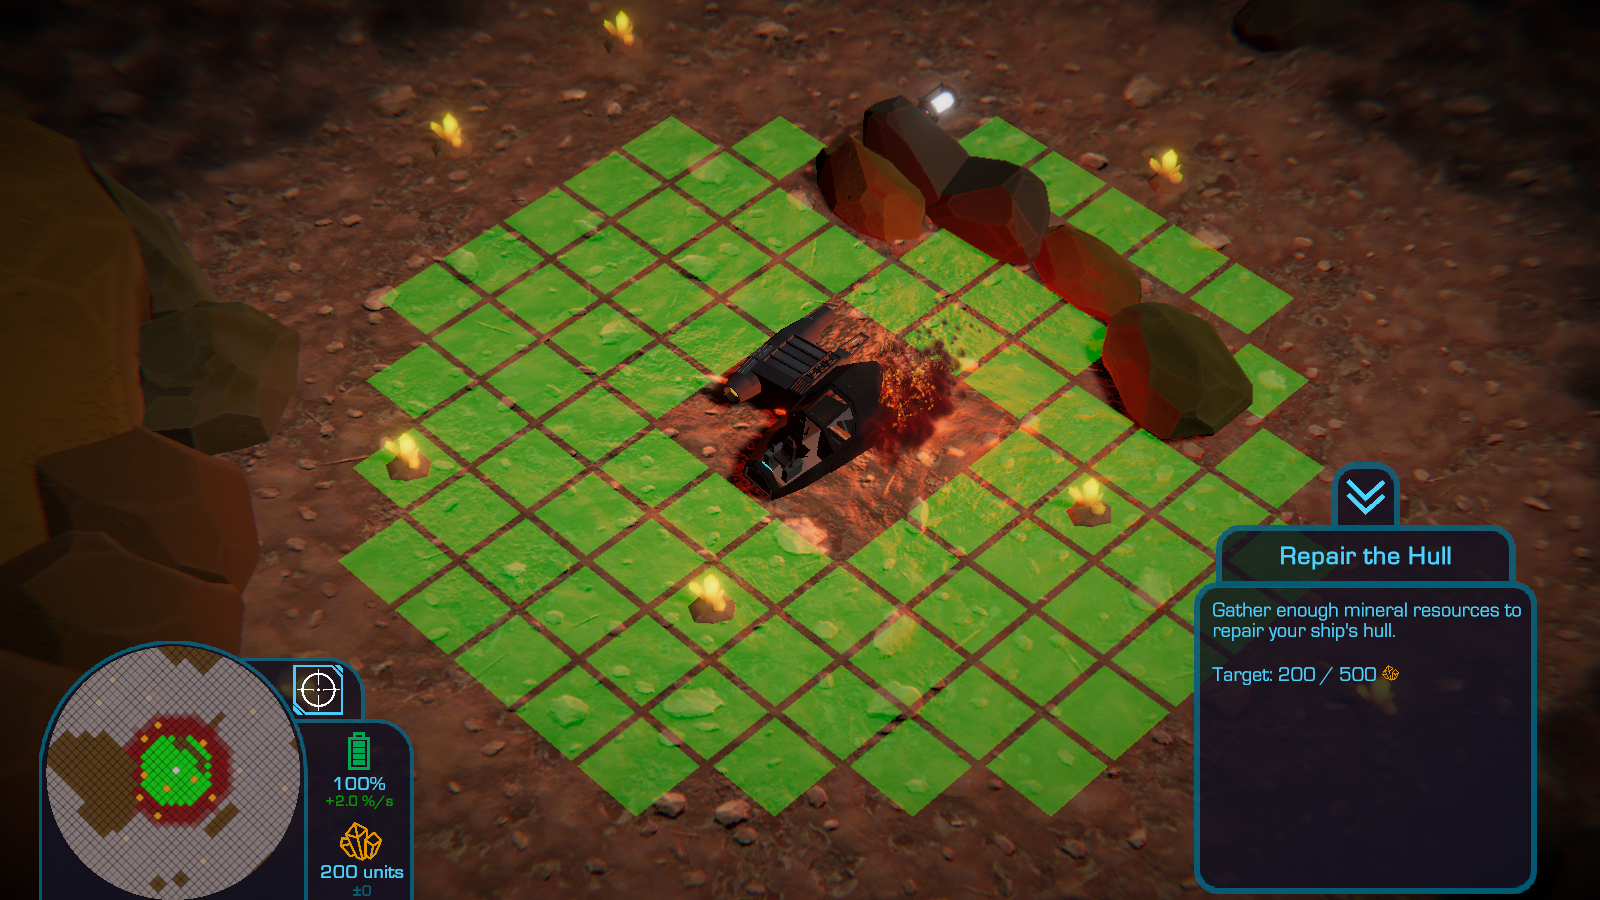 Repair the Hull
Gather enough mineral resources to
repair your ship's hull.
Target: 200 / 500
100%
+2.0 %/s
200 units
±0